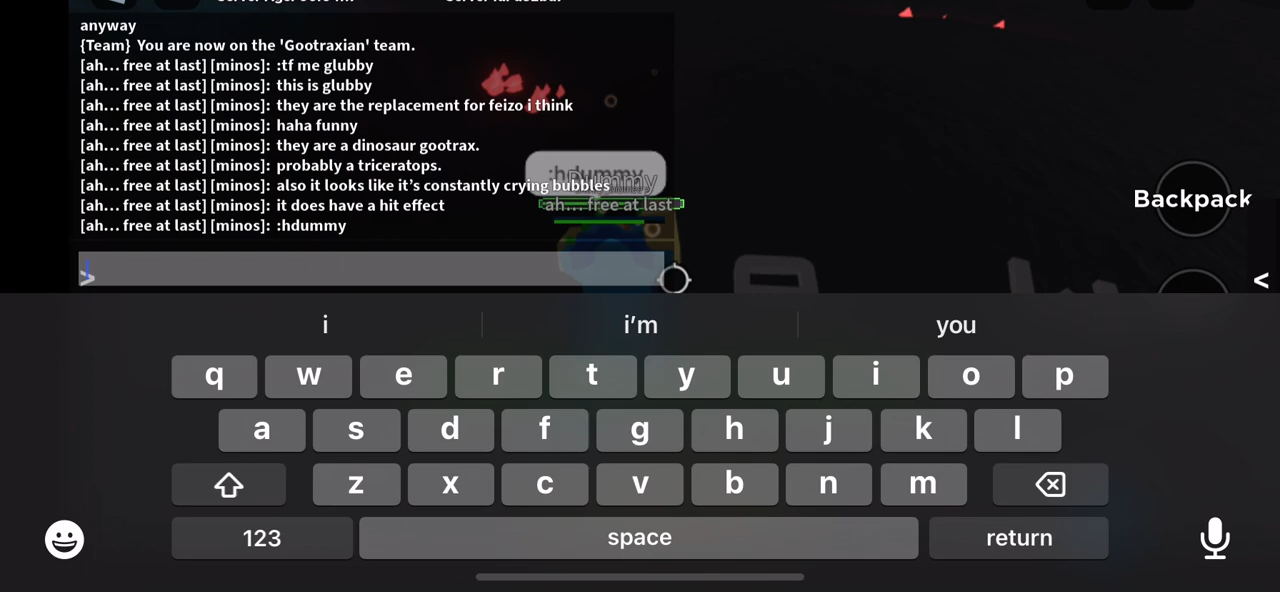 anyway
{Team} You are now on the 'Gootraxian' team.
[ah... free at last] [minos]: :tf me glubby
[ah... free at last] [minos]: this is glubby
[ah... free at last] [minos]: they are the replacement for feizo i think
[ah... free at last] [minos]: haha funny
[ah... free at last] [minos]: they are a dinosaur gootrax.
[ah... free at last] [minos]: probably a triceratops.
:hdummy
Dummy
[ah... free at last] [minos]: also it looks like it’s constantly crying bubbles
[ah... free at last] [minos]: it does have a hit effect
ah... free at last
[ah... free at last] [minos]: :hdummy
Backpack
>
<
i i’m you
q w e r t y u i o p
a s d f g h j k l
z x c v b n m
123 space return